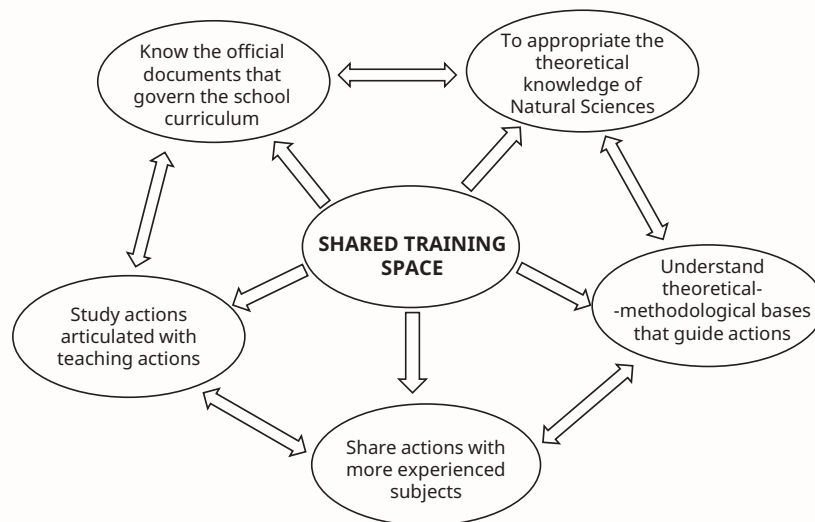 Know the official
documents that
govern the school
curriculum
To appropriate the
theoretical
knowledge of
Natural Sciences
SHARED TRAINING
SPACE
Study actions
articulated with
teaching actions
Understand
theoretical-
-methodological bases
that guide actions
Share actions with
more experienced
subjects